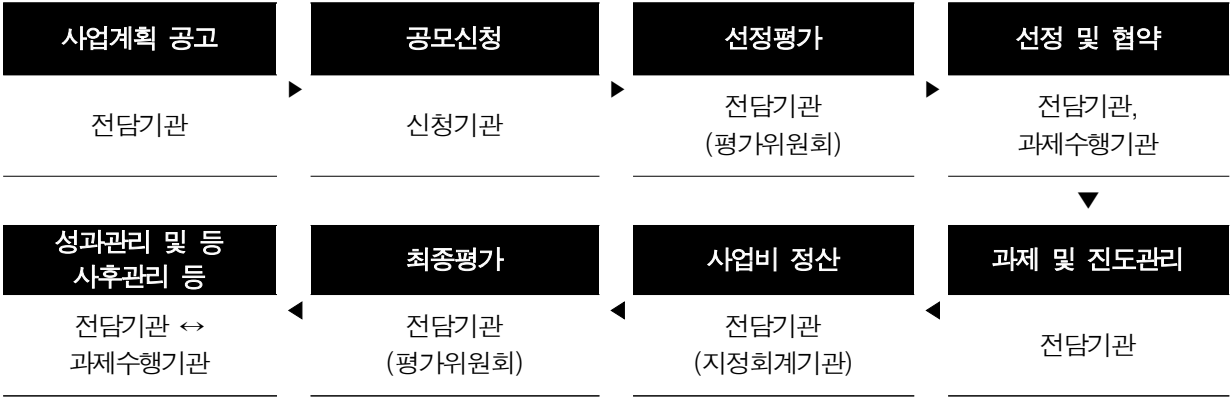 사업계획 공고
전담기관
공모신청
신청기관
선정평가
전담기관
(평가위원회)
선정 및 협약
전담기관,
과제수행기관
과제 및 진도관리
전담기관
사업비 정산
전담기관
(지정회계기관)
최종평가
전담기관
(평가위원회)
성과관리 및 등
사후관리 등
전담기관 ↔
과제수행기관